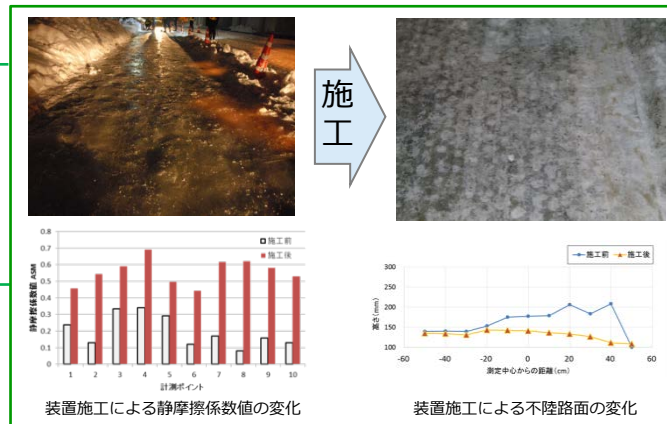 施
工
0.8
0.7
0.6
0.5
0.4
0.3
0.2
0.1
0
静摩擦係数値 ASM
□施工前
■施工後
1 2 3 4 5 6 7 8 9 10
計測ポイント
装置施工による静摩擦係数値の変化
施工前 施工後
300
250
200
150
100
高さ(mm)
-60 -40 -20 0 20 40 60
測定中心からの距離(cm)
装置施工による不陸路面の変化